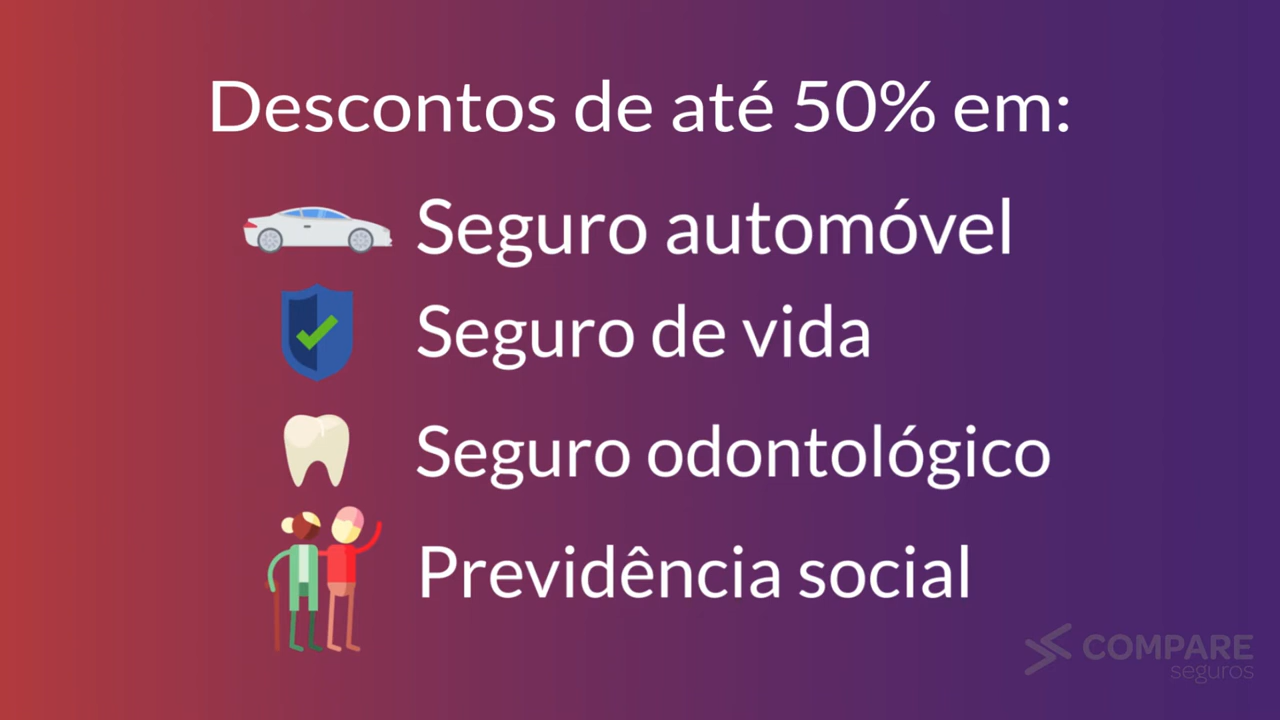 Descontos de até 50% em:
Seguro automóvel
Seguro de vida
Seguro odontológico
Previdência social
COMPARE
seguros